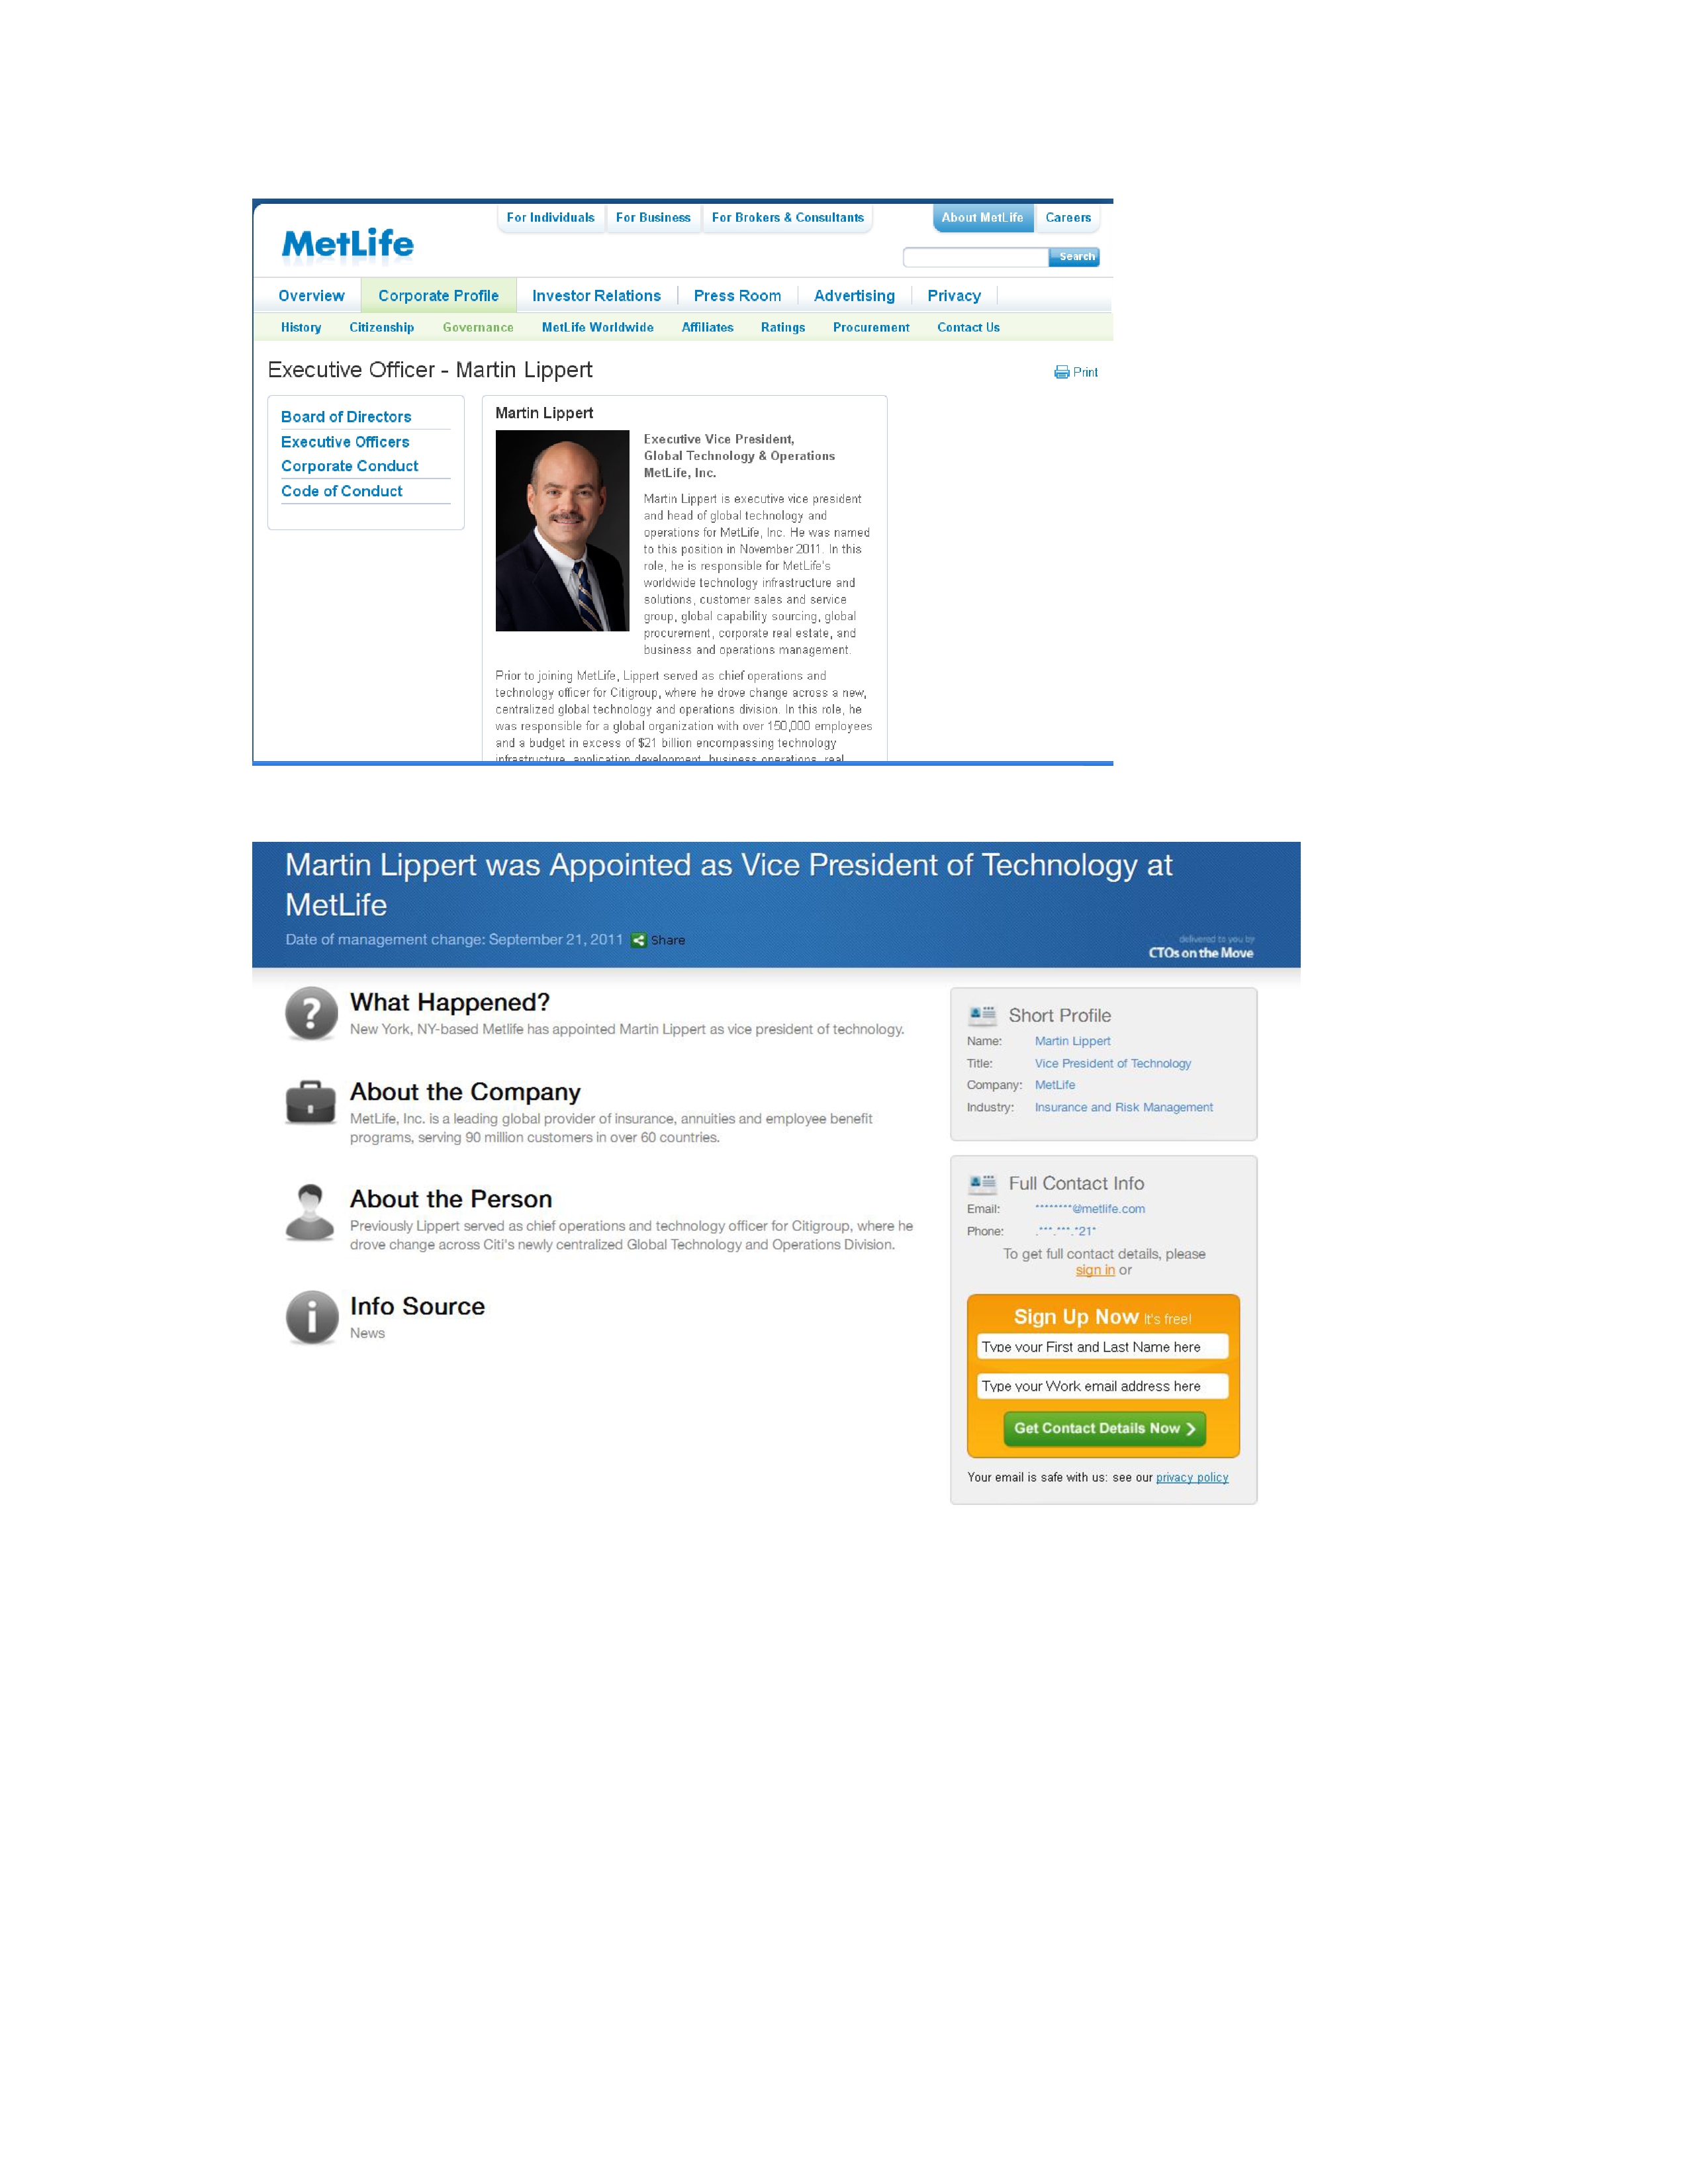 For Individuals For Business For Brokers & Consultants About MetLife Careers
MetLife
Search
Overview Corporate Profile Investor Relations Press Room Advertising Privacy
History Citizenship Governance MetLife Worldwide Affiliates Ratings Procurement Contact Us
Executive Officer - Martin Lippert
Print
Board of Directors
Executive Officers
Corporate Conduct
Code of Conduct
Martin Lippert
Executive Vice President,
Global Technology & Operations
MetLife, Inc.
Martin Lippert is executive vice president
and head of global technology and
operations for MetLife, Inc. He was named
to this position in November 2011. In this
role, he is responsible for MetLife's
worldwide technology infrastructure and
solutions, customer sales and service
group, global capability sourcing, global
procurement, corporate real estate, and
business and operations management.
Prior to joining MetLife, Lippert served as chief operations and
technology officer for Citigroup, where he drove change across a new,
centralized global technology and operations division. In this role, he
was responsible for a global organization with over 150,000 employees
and a budget in excess of $21 billion encompassing technology
infrastructure, application development, business operations, real
Martin Lippert was Appointed as Vice President of Technology at
MetLife
Date of management change: September 21, 2011 Share
delivered to you by
CTOs on the Move
What Happened?
New York, NY-based Metlife has appointed Martin Lippert as vice president of technology.
About the Company
MetLife, Inc. is a leading global provider of insurance, annuities and employee benefit
programs, serving 90 million customers in over 60 countries.
About the Person
Previously Lippert served as chief operations and technology officer for Citigroup, where he
drove change across Citi's newly centralized Global Technology and Operations Division.
Info Source
News
Short Profile
Name: Martin Lippert
Title: Vice President of Technology
Company: MetLife
Industry: Insurance and Risk Management
Full Contact Info
Email: ********@metlife.com
Phone: .***.***.*21*
To get full contact details, please
sign in or
Sign Up Now It's free!
Type your First and Last Name here
Type your Work email address here
Get Contact Details Now
Your email is safe with us: see our privacy policy